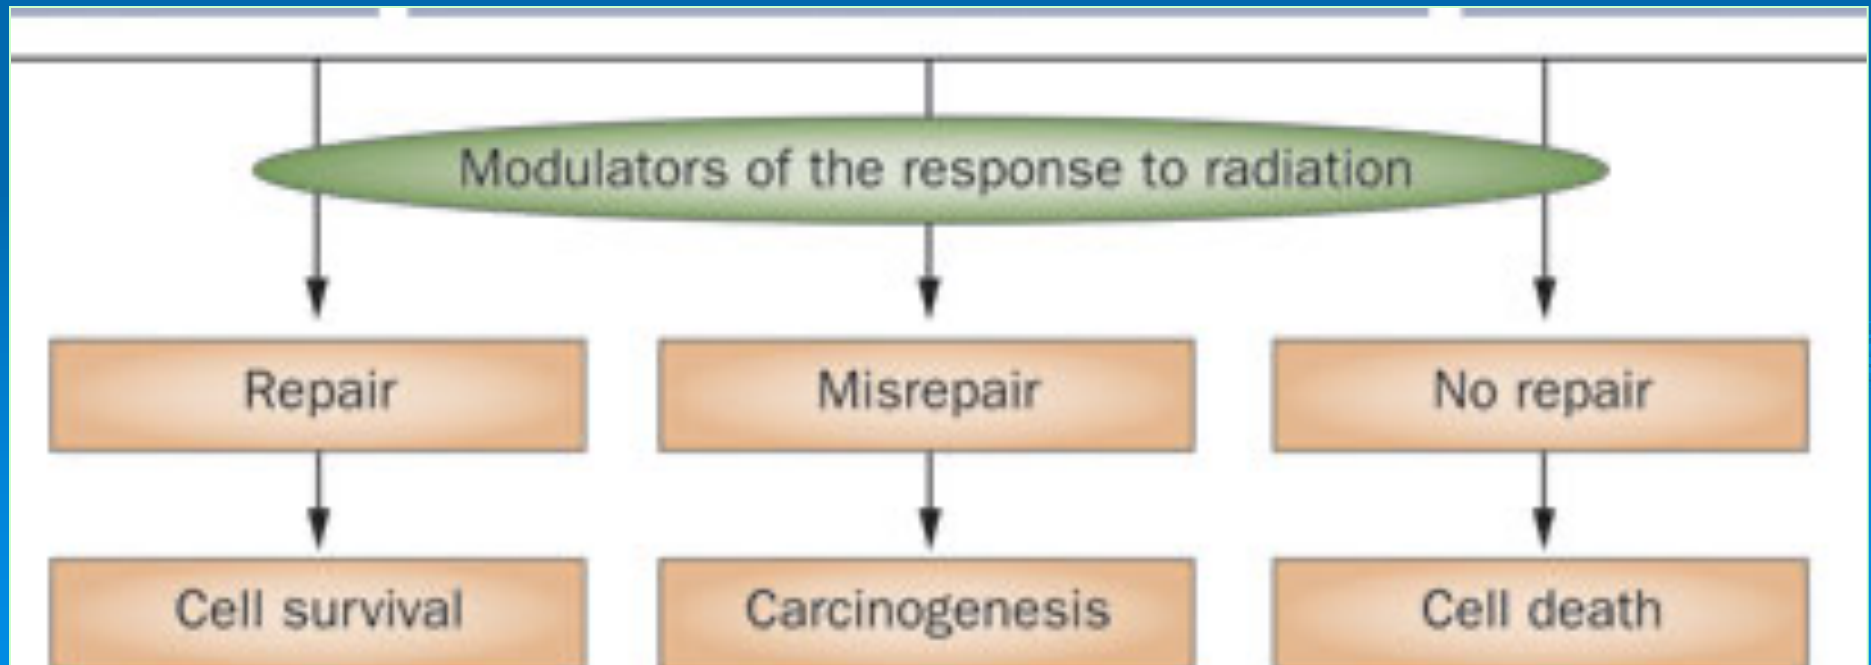 Modulators of the response to radiation
Repair
Misrepair
No repair
Cell survival
Carcinogenesis
Cell death